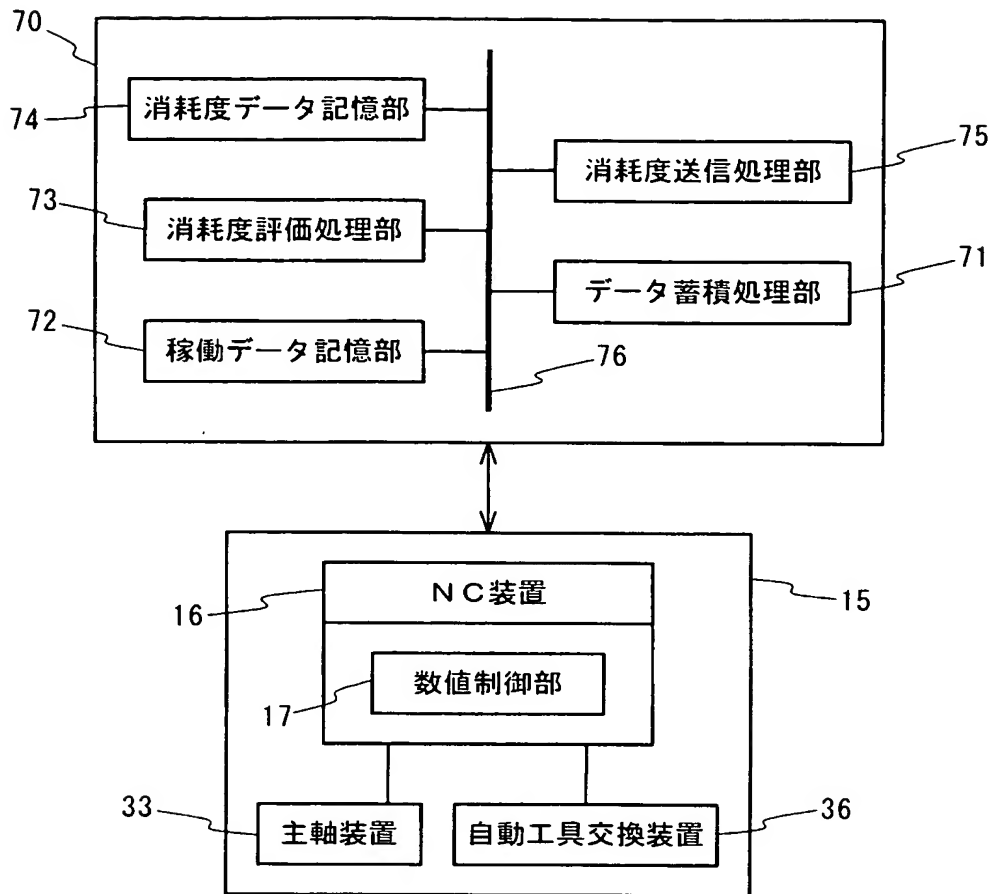 70
74
消耗度データ記憶部
75
消耗度送信処理部
73
消耗度評価処理部
71
データ蓄積処理部
72
稼働データ記憶部
76
16
NC装置
15
17
数値制御部
33
主軸装置
36
自動工具交換装置